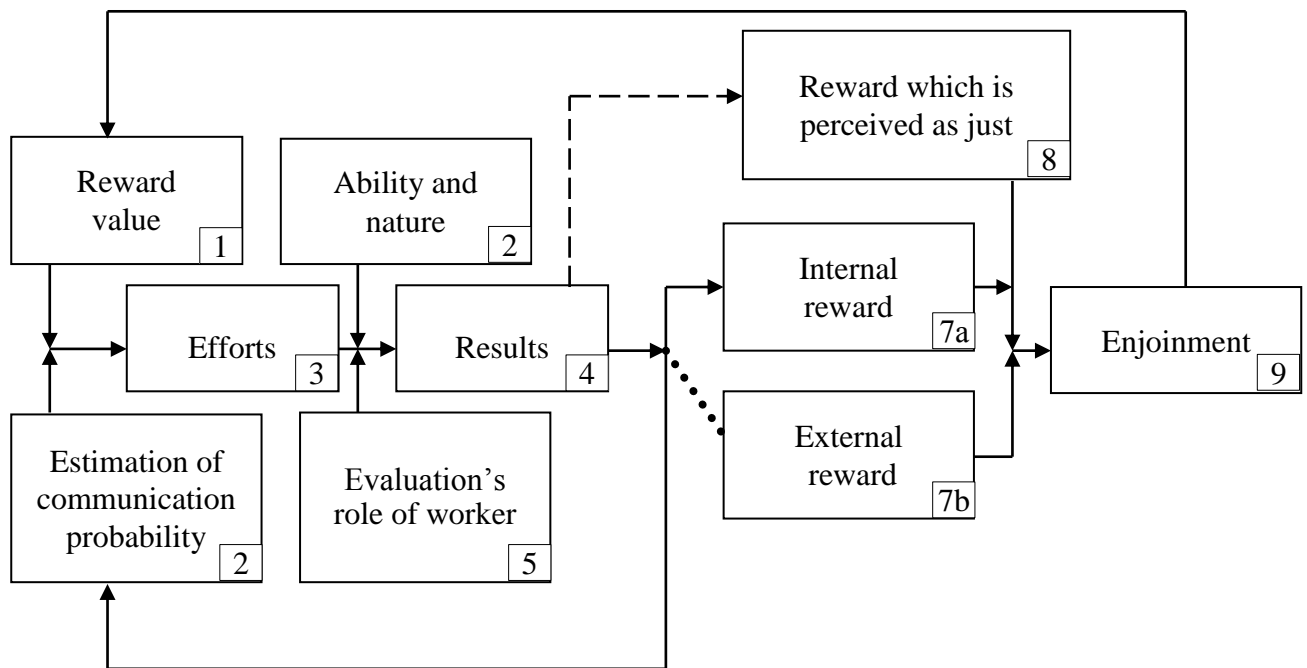 Reward which is
perceived as just
8
Reward
value
1
Ability and
nature
2
Internal
reward
7a
Efforts
3
Results
4
Enjoinment
9
Estimation of
communication
probability
2
Evaluation’s
role of worker
5
External
reward
7b